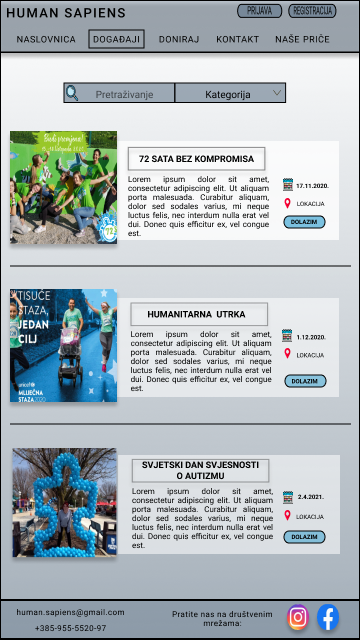 HUMAN SAPIENS
PRIJAVA
REGISTRACIJA
NASLOVNICA
DOGAĐAJI
DONIRAJ
KONTAKT
NAŠE PRIČE
Pretraživanje
Kategorija
Budi promjena!
72 SATA BEZ KOMPROMISA
Lorem ipsum dolor sit amet,
consectetur adipiscing elit. Ut aliquam
porta malesuada. Curabitur aliquam,
dolor sed sodales varius, mi neque
luctus felis, nec interdum nulla erat vel
dui. Donec quis efficitur ex, vel congue
est.
17.11.2020.
LOKACIJA
DOLAZIM
72
TISUĆE
STAZA,
JEDAN
CILJ
unicef
MLIJEČNA
STAZA2020
HUMANITARNA UTRKA
Lorem ipsum dolor sit amet,
consectetur adipiscing elit. Ut aliquam
porta malesuada. Curabitur aliquam,
dolor sed sodales varius, mi neque
luctus felis, nec interdum nulla erat vel
dui. Donec quis efficitur ex, vel congue
est.
1.12.2020.
LOKACIJA
DOLAZIM
SVJETSKI DAN SVJESNOSTI
O AUTIZMU
Lorem ipsum dolor sit amet,
consectetur adipiscing elit. Ut aliquam
porta malesuada. Curabitur aliquam,
dolor sed sodales varius, mi neque
luctus felis, nec interdum nulla erat vel
dui. Donec quis efficitur ex, vel congue
est.
2.4.2021.
LOKACIJA
DOLAZIM
human.sapiens@gmail.com
+385-955-5520-97
Pratite nas na društvenim
mrežama: